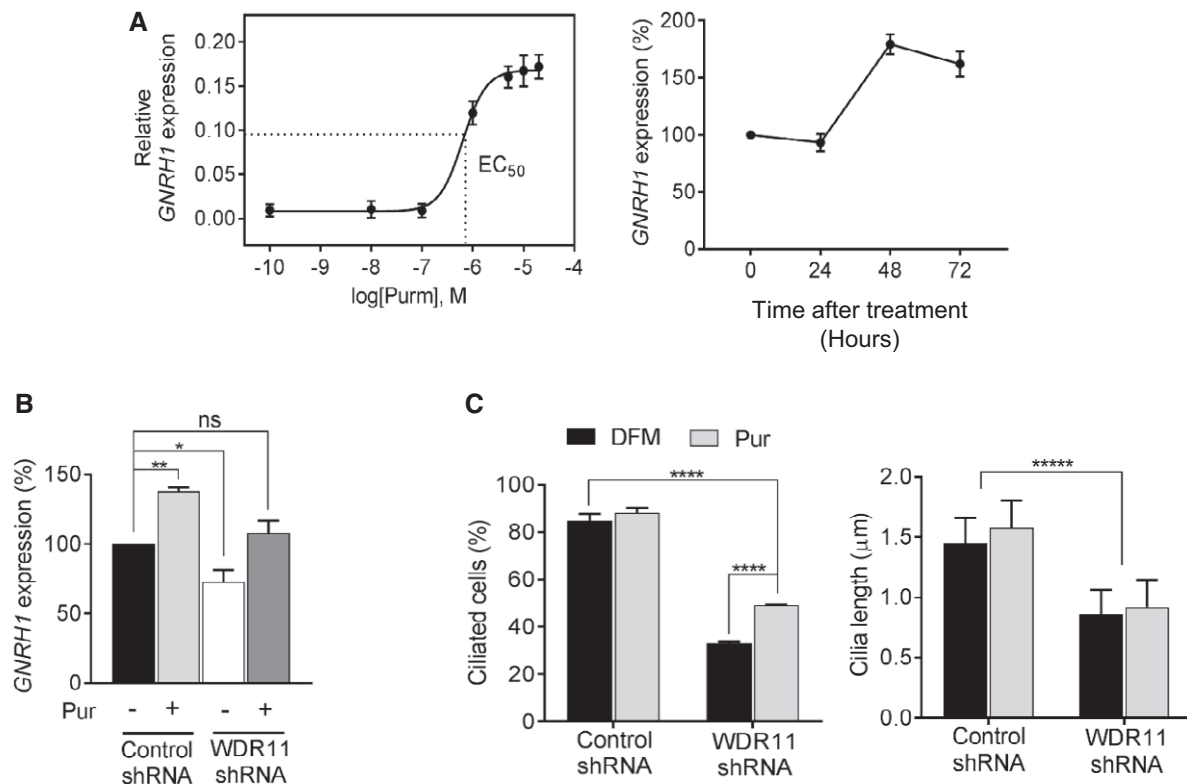 A
Relative
GNRH1 expression
0.20
0.15
0.10
0.05
0.00
EC50
-10 -9 -8 -7 -6 -5 -4
log[Purm], M
GNRH1 expression (%)
200
150
100
50
0
0 24 48 72
Time after treatment
(Hours)
B
GNRH1 expression (%)
150
100
50
0
ns
*
**
Pur - + - +
Control
shRNA
WDR11
shRNA
C
DFM Pur
Ciliated cells (%)
100
80
60
40
20
0
****
****
Control
shRNA
WDR11
shRNA
Cilia length (μm)
2.0
1.5
1.0
0.5
0.0
*****
Control
shRNA
WDR11
shRNA